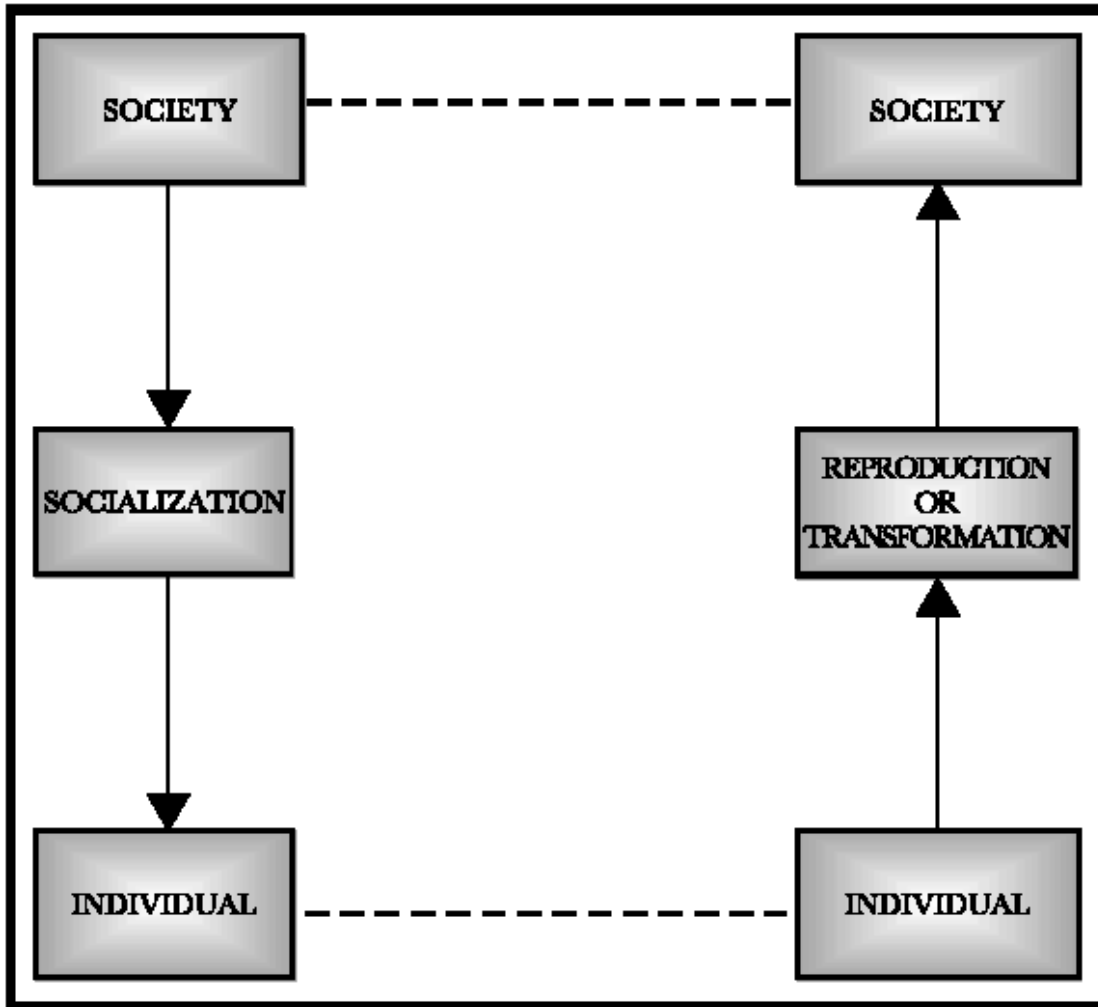 SOCIETY
SOCIETY
SOCIALIZATION
REPRODUCTION
OR
TRANSFORMATION
INDIVIDUAL
INDIVIDUAL